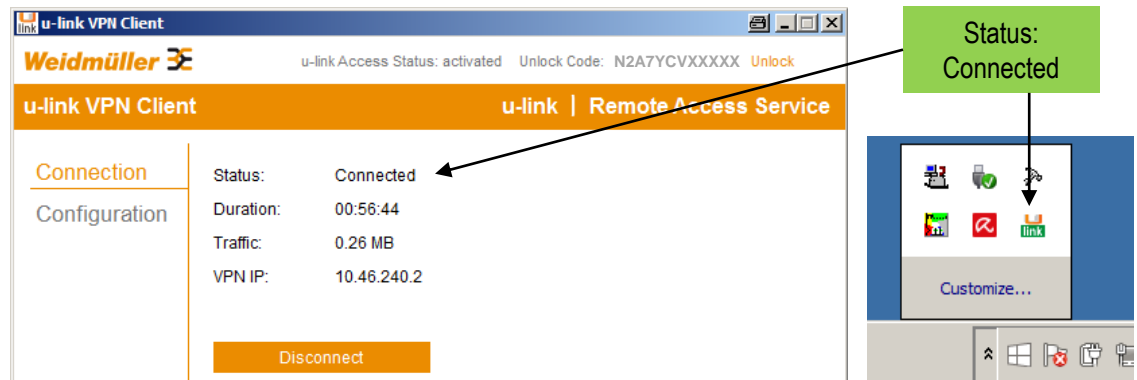 link u-link VPN Client
Weidmüller
u-link Access Status: activated Unlock Code: N2A7YCVXXXXX Unlock
u-link VPN Client
u-link | Remote Access Service
Connection
Configuration
Status: Connected
Duration: 00:56:44
Traffic: 0.26 MB
VPN IP: 10.46.240.2
Disconnect
Status:
Connected
link
Customize...